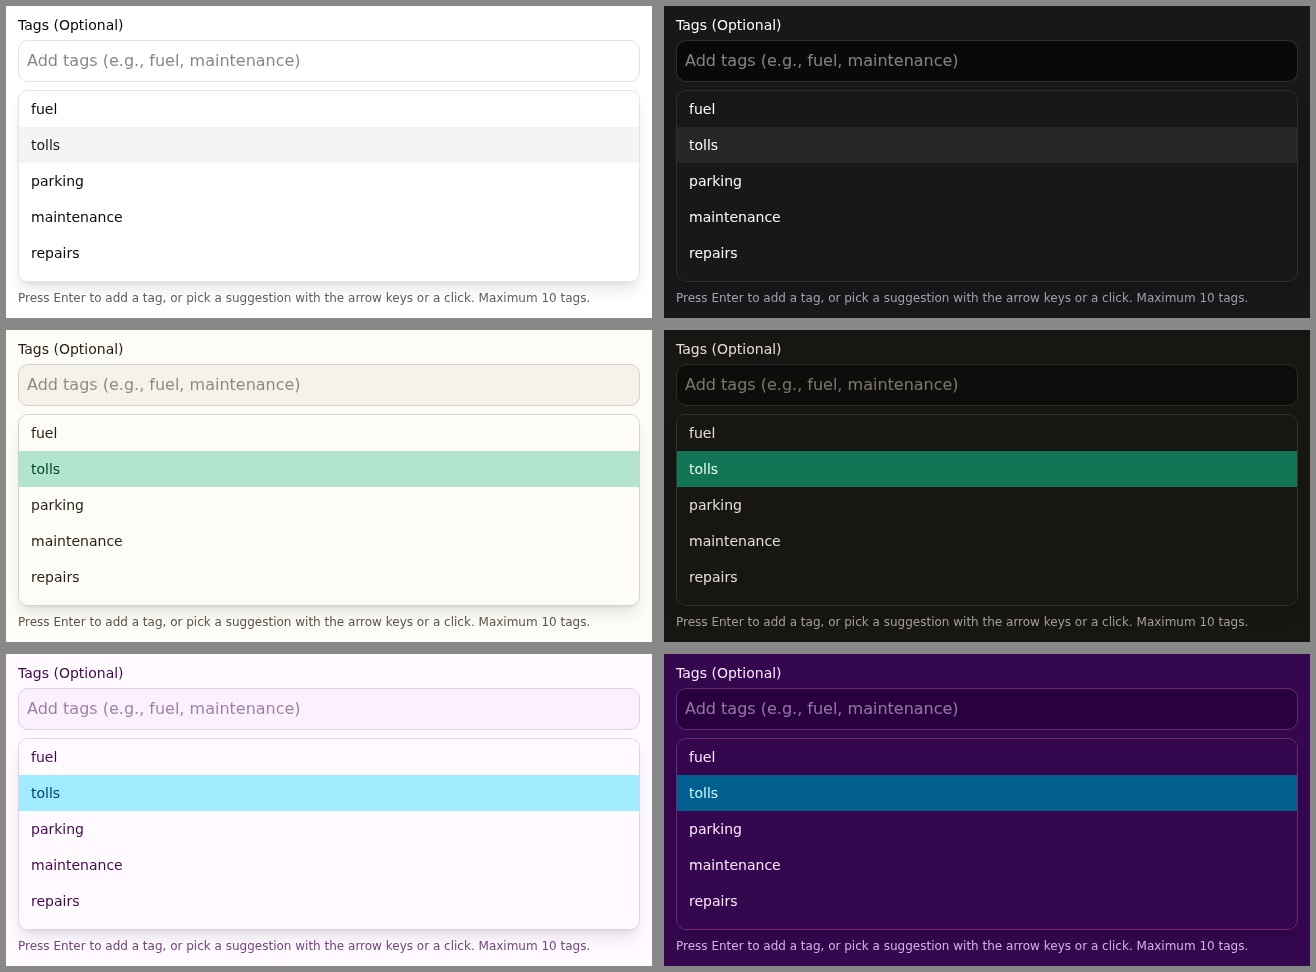 Tags (Optional)
Add tags (e.g., fuel, maintenance)
fuel
tolls
parking
maintenance
repairs
Press Enter to add a tag, or pick a suggestion with the arrow keys or a click. Maximum 10 tags.
Tags (Optional)
Add tags (e.g., fuel, maintenance)
fuel
tolls
parking
maintenance
repairs
Press Enter to add a tag, or pick a suggestion with the arrow keys or a click. Maximum 10 tags.
Tags (Optional)
Add tags (e.g., fuel, maintenance)
fuel
tolls
parking
maintenance
repairs
Press Enter to add a tag, or pick a suggestion with the arrow keys or a click. Maximum 10 tags.
Tags (Optional)
Add tags (e.g., fuel, maintenance)
fuel
tolls
parking
maintenance
repairs
Press Enter to add a tag, or pick a suggestion with the arrow keys or a click. Maximum 10 tags.
Tags (Optional)
Add tags (e.g., fuel, maintenance)
fuel
tolls
parking
maintenance
repairs
Press Enter to add a tag, or pick a suggestion with the arrow keys or a click. Maximum 10 tags.
Tags (Optional)
Add tags (e.g., fuel, maintenance)
fuel
tolls
parking
maintenance
repairs
Press Enter to add a tag, or pick a suggestion with the arrow keys or a click. Maximum 10 tags.